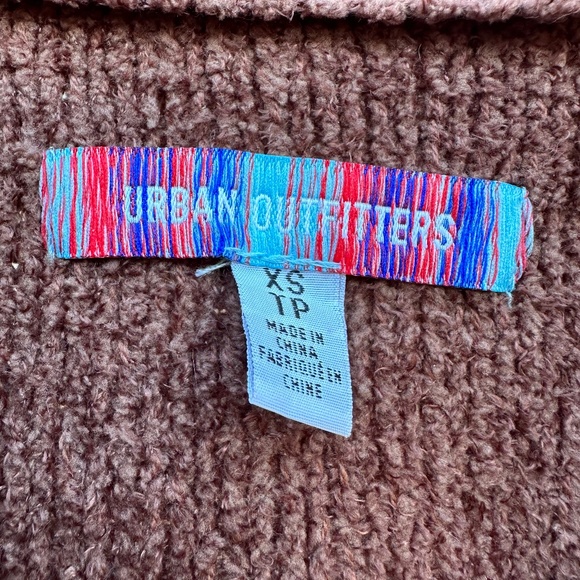 URBAN OUTFITTERS
XS
TP
MADE IN
CHINA
FABRIQUÉ EN
CHINE